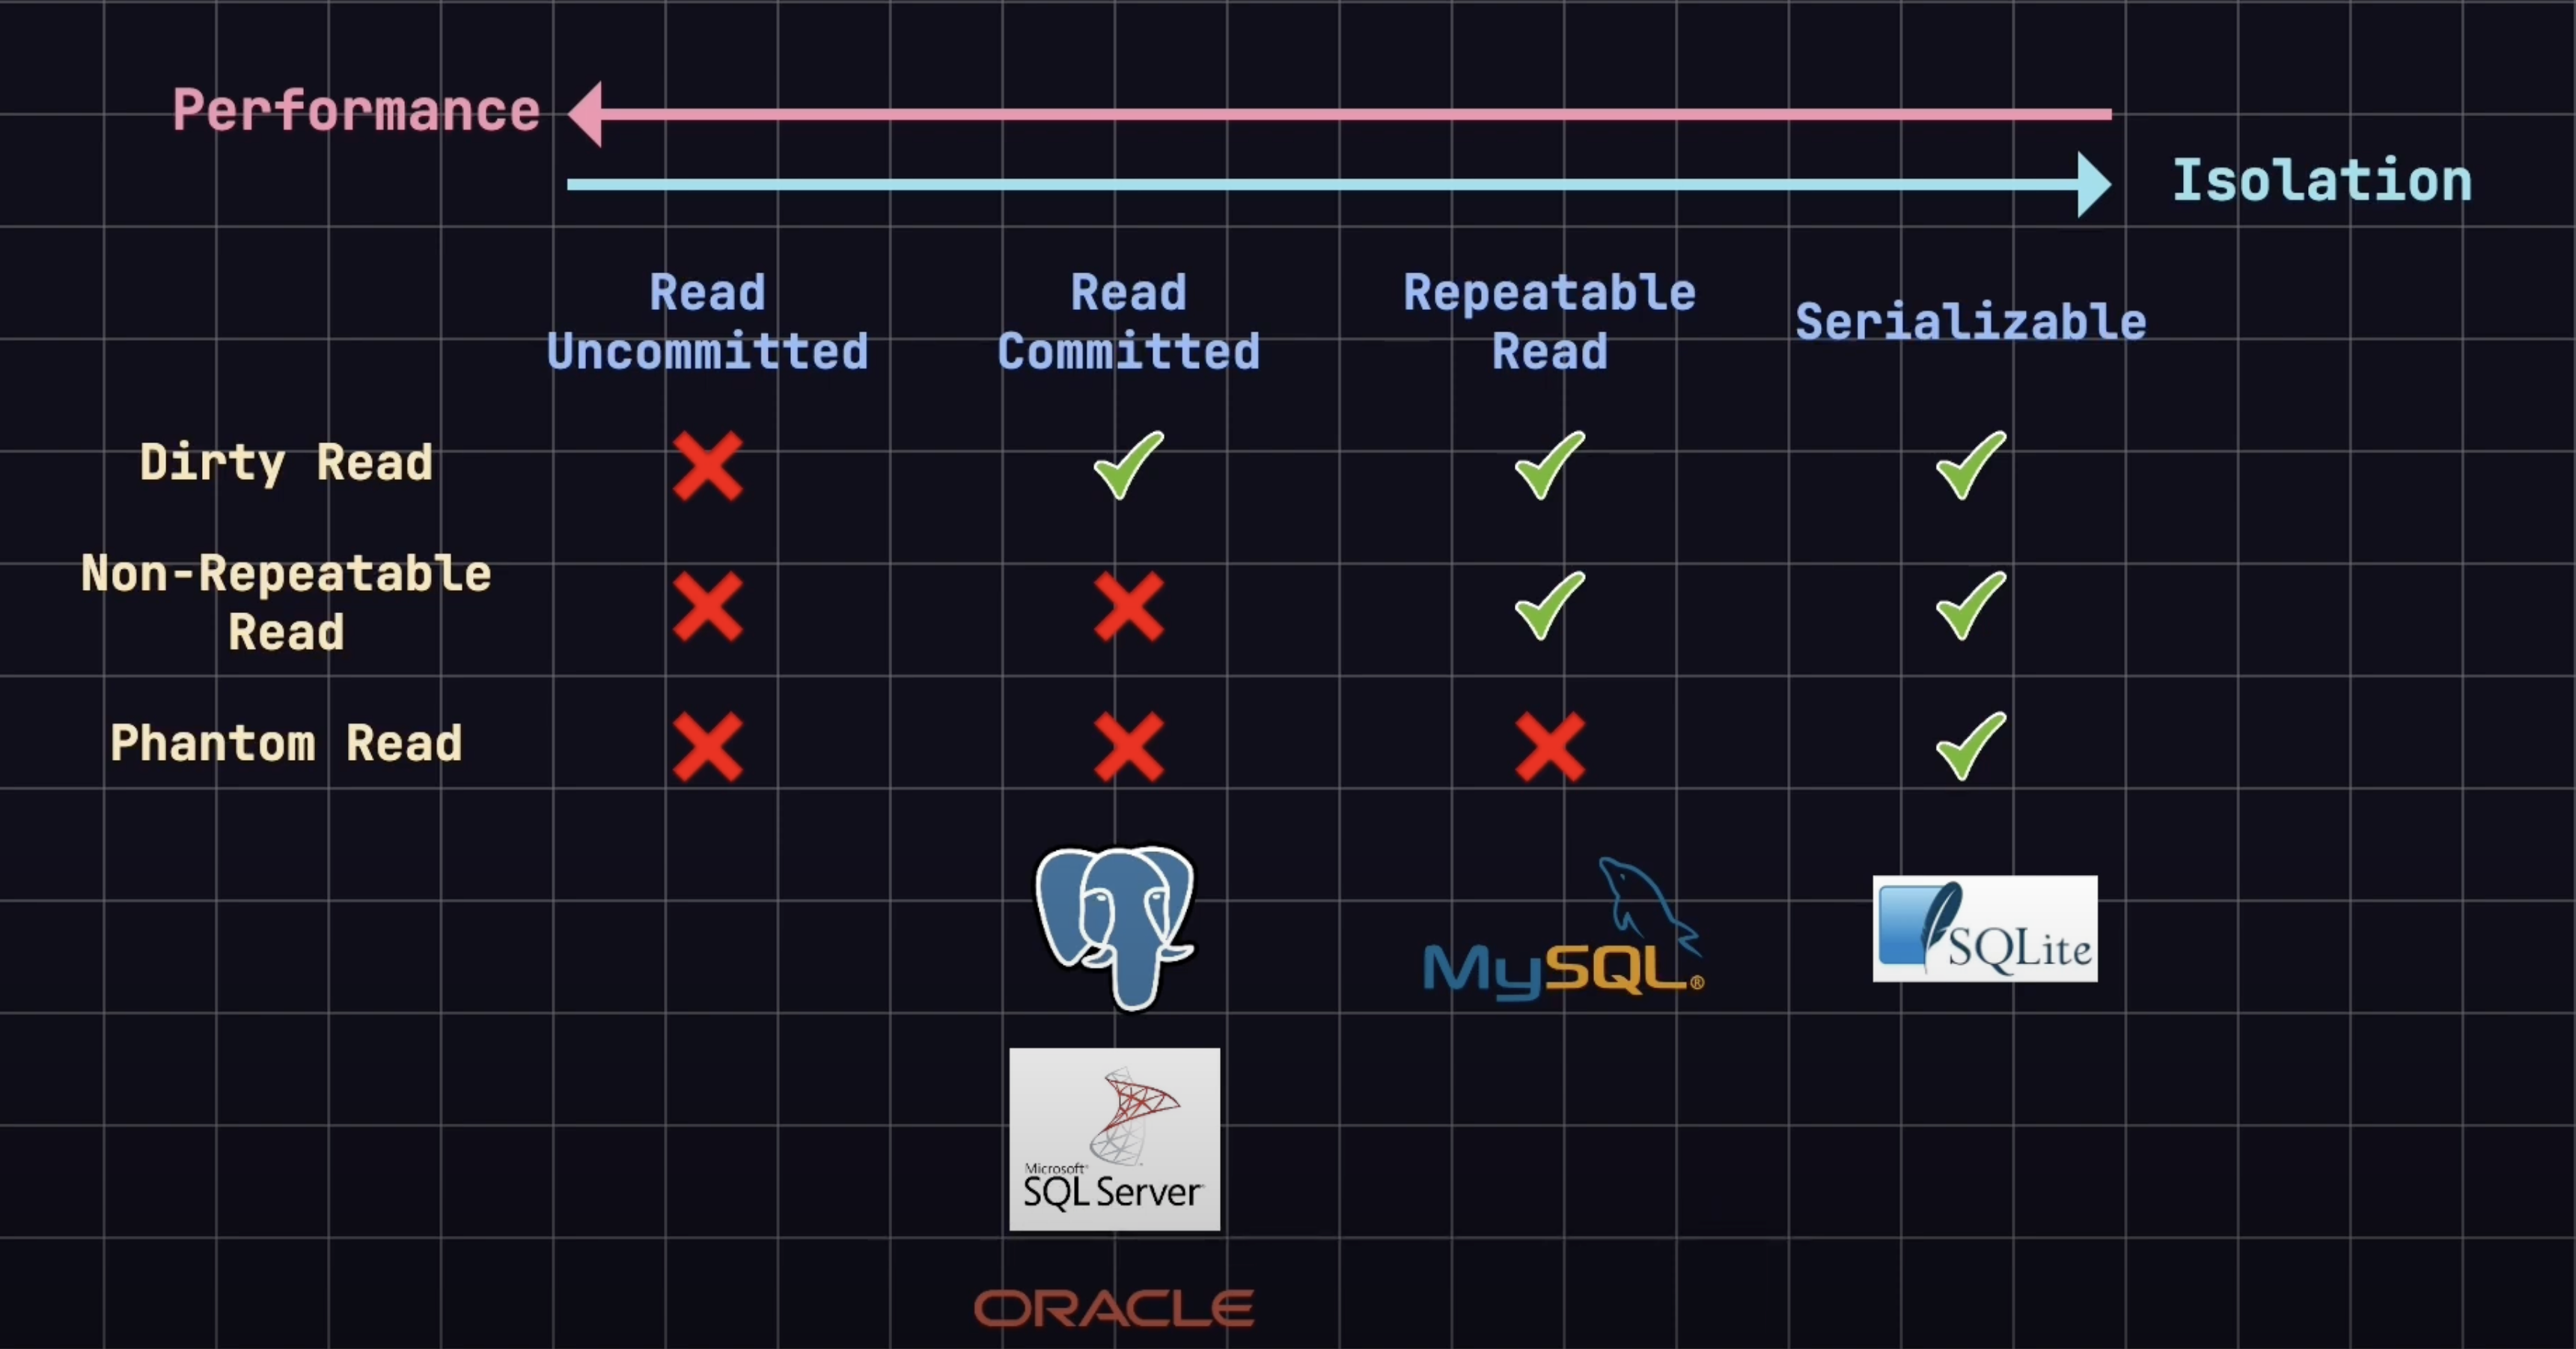 Performance
Isolation
Read
Uncommitted
Read
Committed
Repeatable
Read
Serializable
Dirty Read
Non-Repeatable
Read
Phantom Read
MySQL®
SQLite
Microsoft®
SQL Server
ORACLE